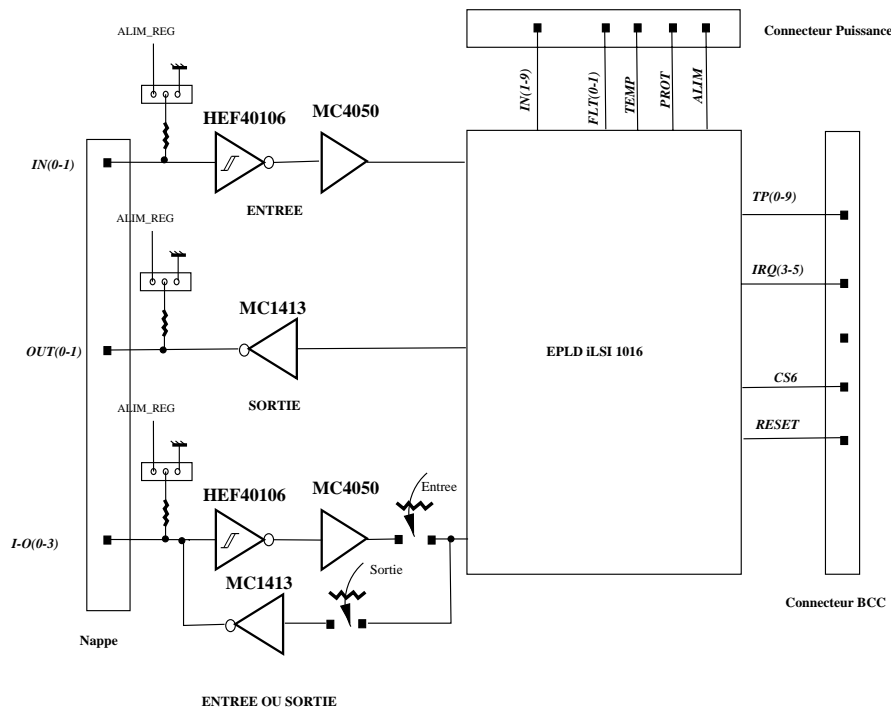 Connecteur Puissance
ALIM_REG
IN(1-9)
FLT(0-1)
TEMP
PROT
ALIM
HEF40106
MC4050
IN(0-1)
ENTREE
TP(0-9)
ALIM_REG
IRQ(3-5)
MC1413
OUT(0-1)
EPLD iLSI 1016
CS6
SORTIE
ALIM_REG
RESET
HEF40106
MC4050
Entree
I-O(0-3)
MC1413
Sortie
Connecteur BCC
Nappe
ENTREE OU SORTIE